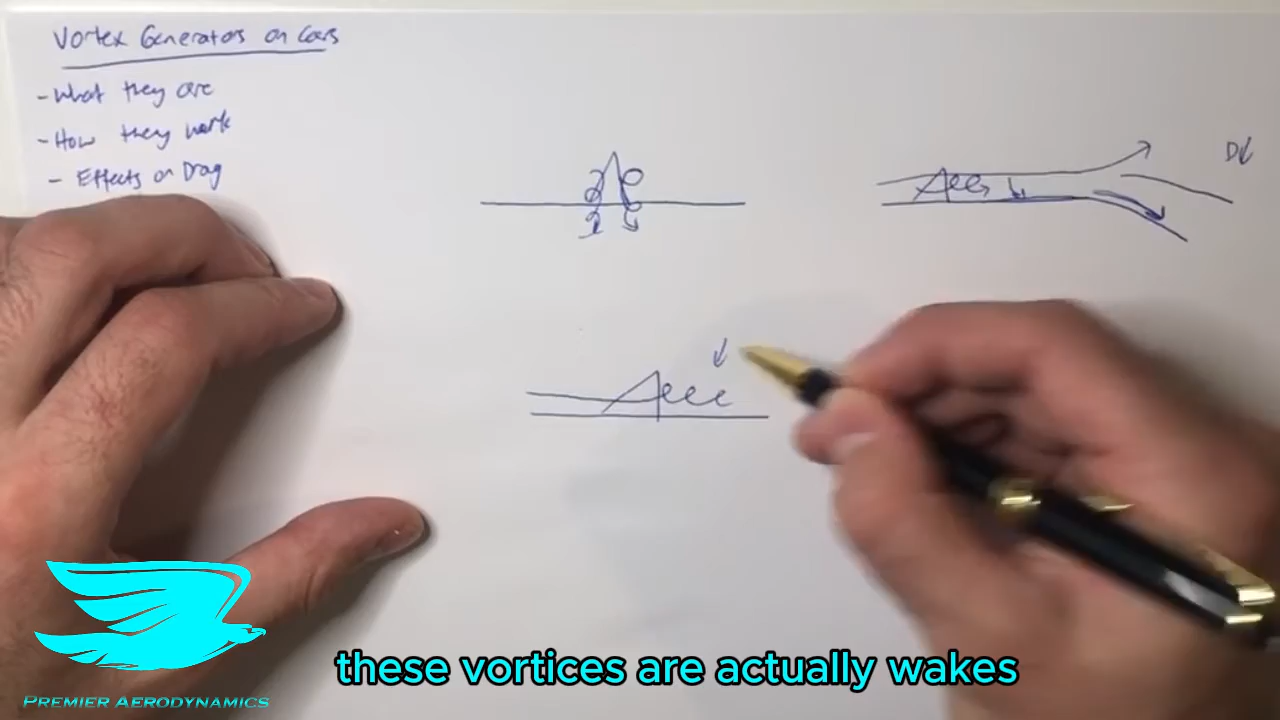 Vortex Generators on Cars
- What they are
- How they work
- Effects on Drag
D↓
these vortices are actually wakes
PREMIER AERODYNAMICS